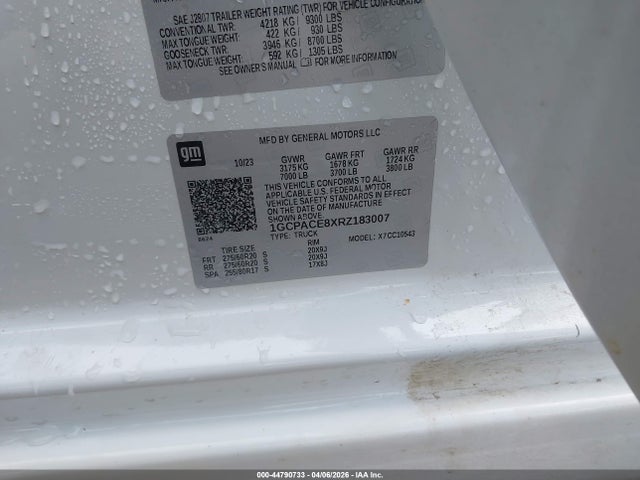 SAE J2807 TRAILER WEIGHT RATING (TWR) FOR VEHICLE CONFIGURATION
CONVENTIONAL TWR: 4218 KG / 9300 LBS
MAX TONGUE WEIGHT: 422 KG / 930 LBS
GOOSENECK TWR: 3946 KG / 8700 LBS
MAX TONGUE WEIGHT: 592 KG / 1305 LBS
SEE OWNER'S MANUAL
gm
MFD BY GENERAL MOTORS LLC
10/23 GVWR GAWR FRT GAWR RR
3175 KG 1678 KG 1724 KG
7000 LB 3700 LB 3800 LB
THIS VEHICLE CONFORMS TO ALL
APPLICABLE U.S. FEDERAL MOTOR
VEHICLE SAFETY STANDARDS IN EFFECT
ON THE DATE OF MANUFACTURE
SHOWN ABOVE.
1GCPACE8XRZ183007
TYPE: TRUCK MODEL: X7CC10543
TIRE SIZE RIM
FRT 275/60R20 S 20X9J
RR 275/60R20 S 20X9J
SPA 255/80R17 S 17X8J
000-44790733 - 04/06/2026 - IAA Inc.